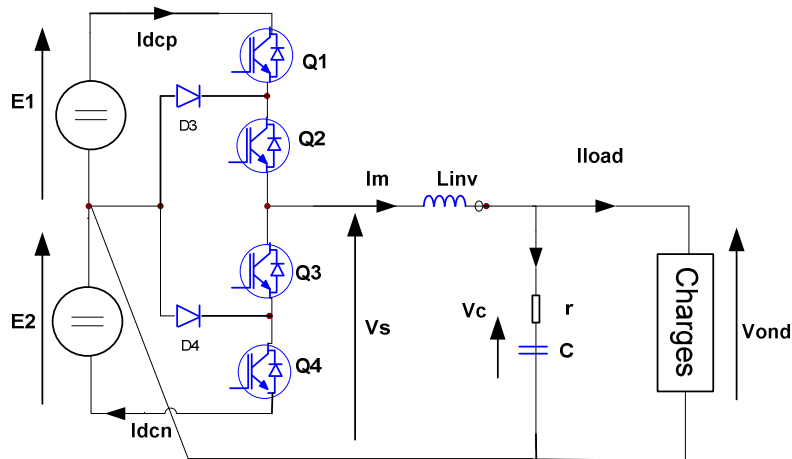 Idcp
Q1
E1
D3
Q2
Im
Linv
Iload
Q3
E2
D4
Vs
Vc
r
C
Charges
Vond
Q4
Idcn